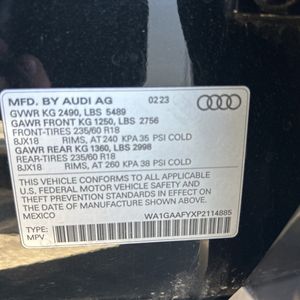 MFD. BY AUDI AG 02/23
GVWR KG 2490, LBS 5489
GAWR FRONT KG 1250, LBS 2756
FRONT-TIRES 235/60 R18
8JX18 RIMS, AT 240 KPA 35 PSI COLD
GAWR REAR KG 1360, LBS 2998
REAR-TIRES 235/60 R18
8JX18 RIMS, AT 260 KPA 38 PSI COLD
THIS VEHICLE CONFORMS TO ALL APPLICABLE
U.S. FEDERAL MOTOR VEHICLE SAFETY AND
THEFT PREVENTION STANDARDS IN EFFECT
ON THE DATE OF MANUFACTURE SHOWN ABOVE.
MEXICO WA1GAAFYXP2114885
TYPE:
MPV